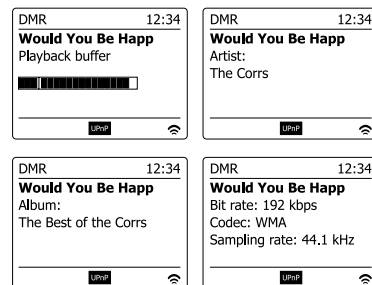 DMR 12:34
Would You Be Happ
Playback buffer
UPnP
DMR 12:34
Would You Be Happ
Artist:
The Corrs
UPnP
DMR 12:34
Would You Be Happ
Album:
The Best of the Corrs
UPnP
DMR 12:34
Would You Be Happ
Bit rate: 192 kbps
Codec: WMA
Sampling rate: 44.1 kHz
UPnP